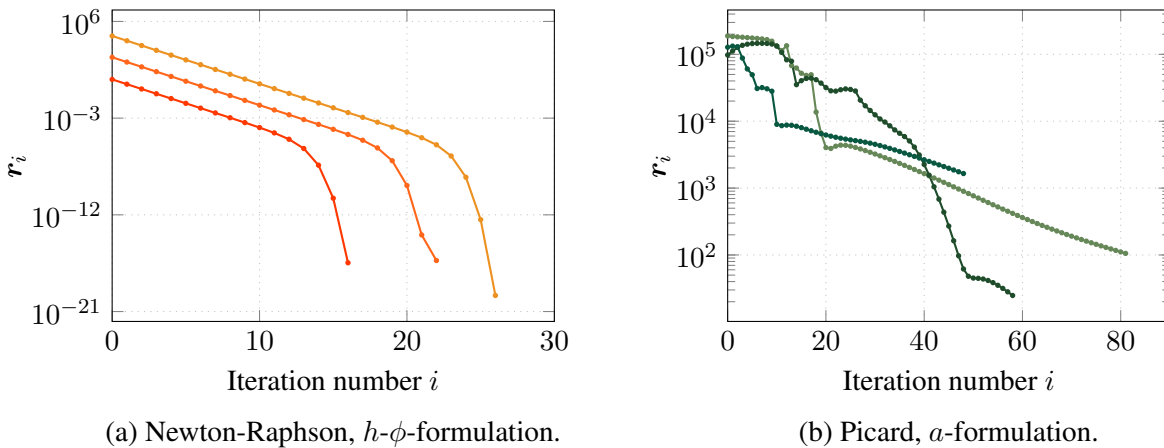 10^6
10^{-3}
10^{-12}
10^{-21}
r_i
0 10 20 30
Iteration number i
(a) Newton-Raphson, h-ϕ-formulation.
10^5
10^4
10^3
10^2
r_i
0 20 40 60 80
Iteration number i
(b) Picard, a-formulation.